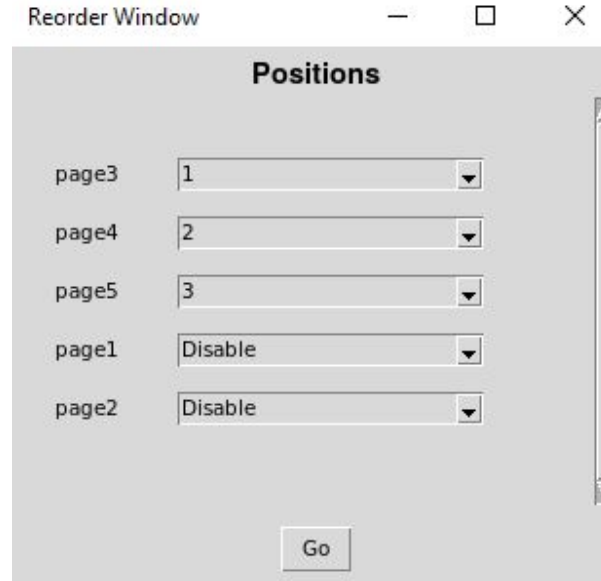 Reorder Window
Positions
page3 1
page4 2
page5 3
page1 Disable
page2 Disable
Go